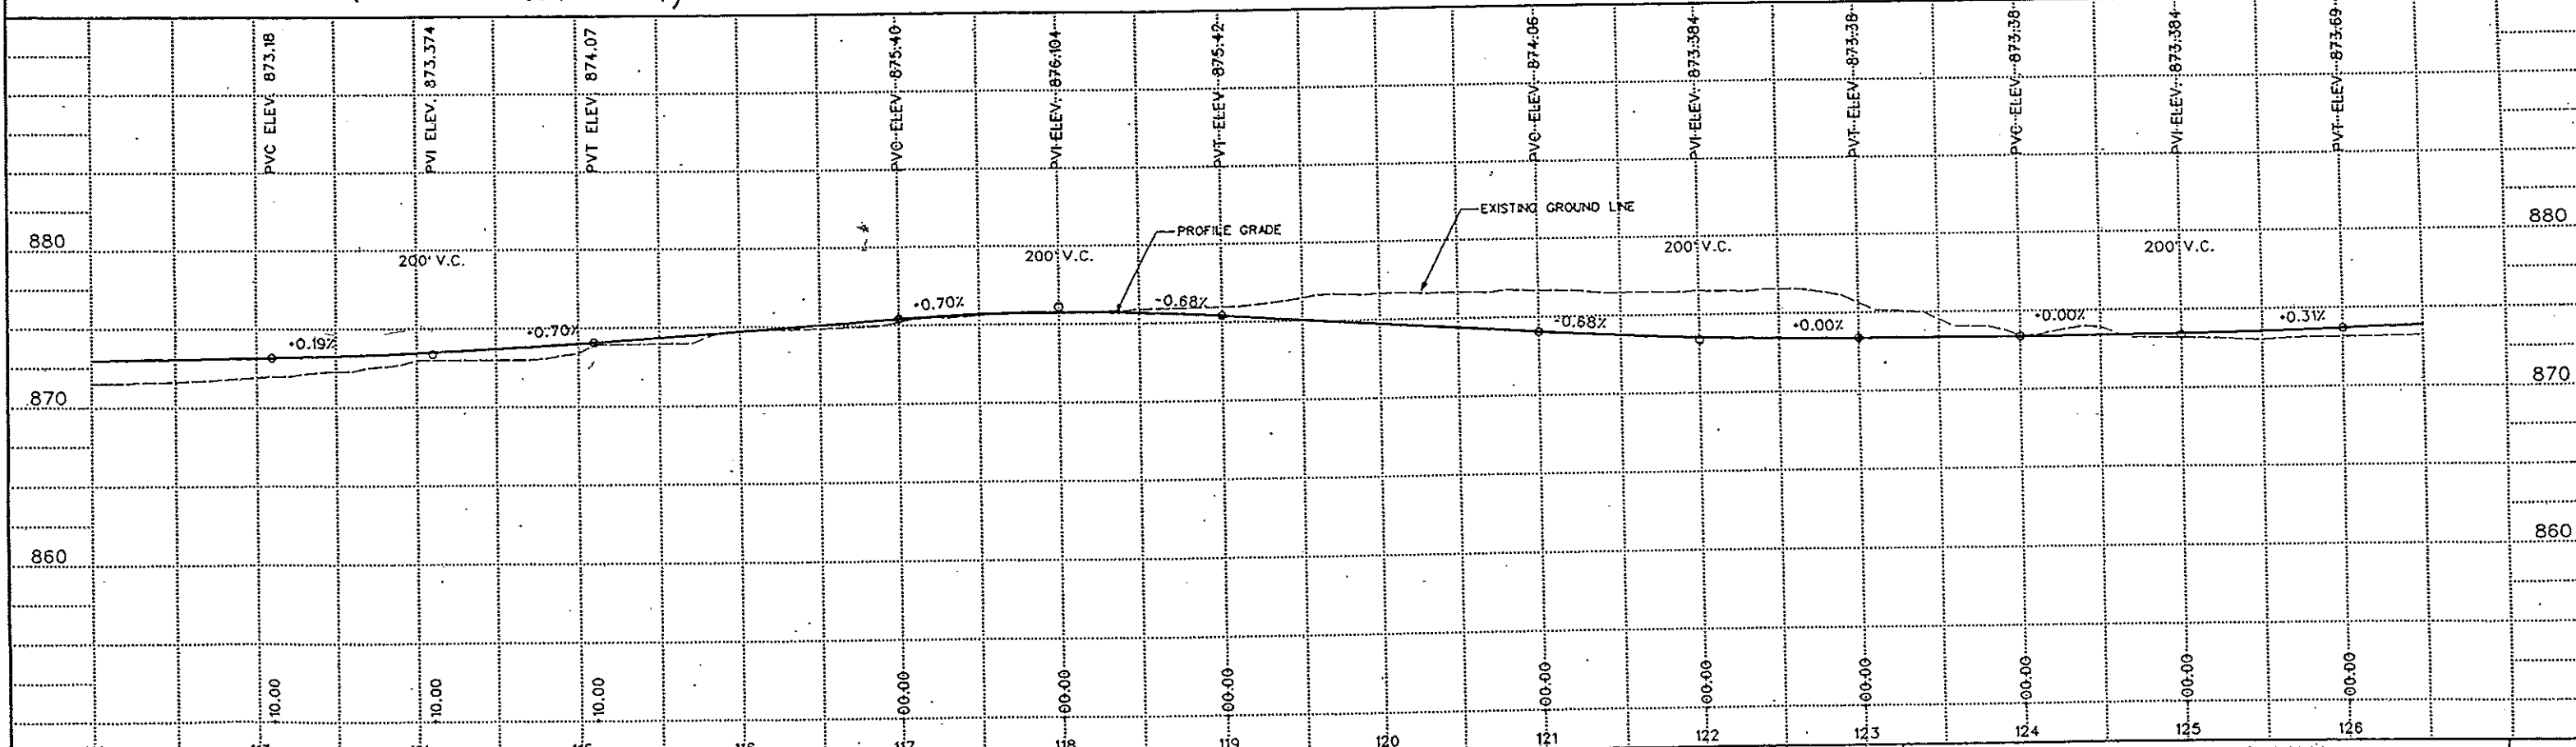 PVC ELEV. 873.18
PVI ELEV. 873.374
PVT ELEV. 874.07
PVC ELEV. 875.40
PVI ELEV. 876.104
PVT ELEV. 875.42
PVC ELEV. 874.06
PVI ELEV. 873.384
PVT ELEV. 873.38
PVC ELEV. 873.38
PVI ELEV. 873.384
PVT ELEV. 873.69
EXISTING GROUND LINE
PROFILE GRADE
880
880
200' V.C.
200' V.C.
200' V.C.
200' V.C.
+0.19%
+0.70%
+0.70%
-0.68%
-0.68%
+0.00%
+0.00%
+0.31%
870
870
860
860
+10.00
+10.00
+10.00
+00.00
+00.00
+00.00
+00.00
+00.00
+00.00
+00.00
+00.00
+00.00
117
118
119
120
121
122
123
124
125
126